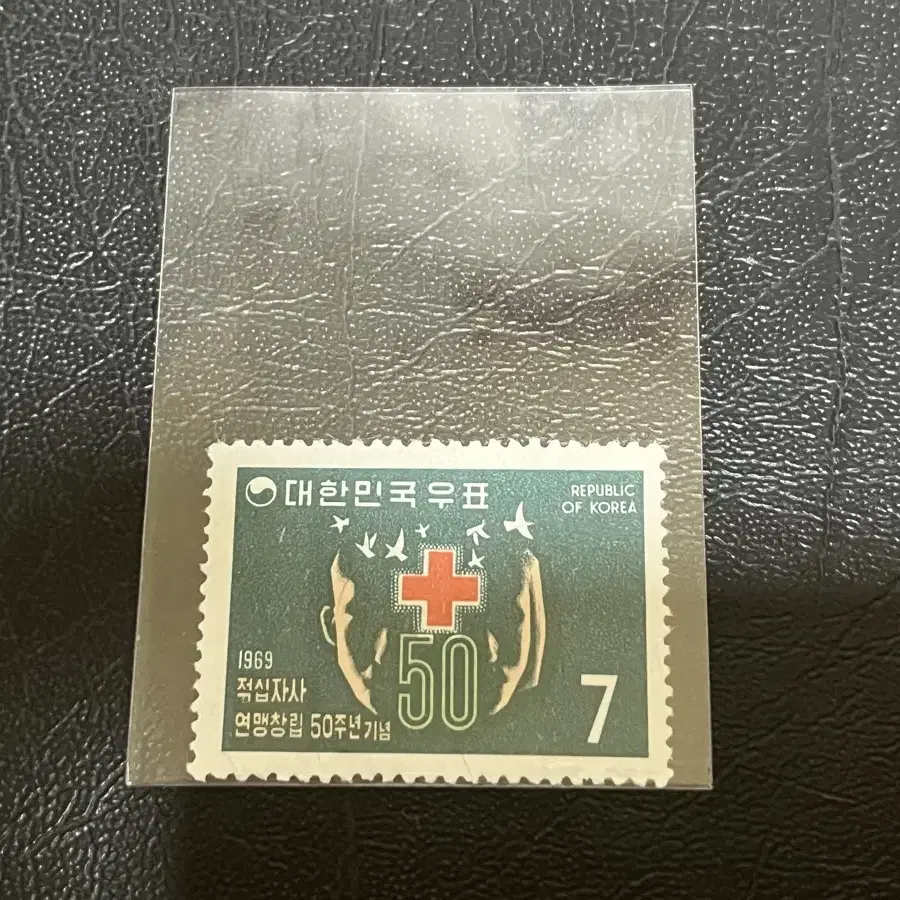 대한민국우표
REPUBLIC
OF KOREA
50
1969
적십자사
연맹창립 50주년기념
7